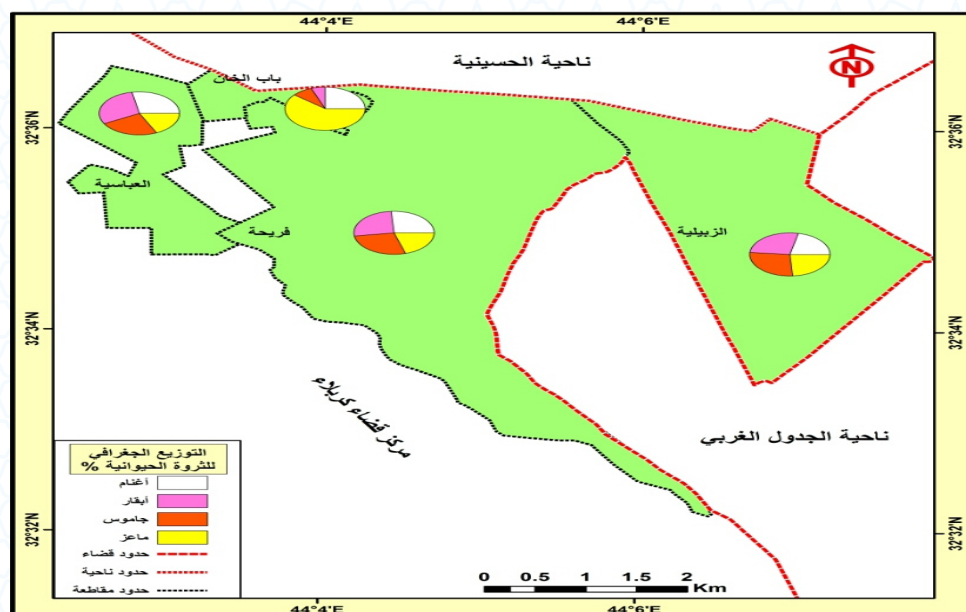 44°4'E
44°6'E
ناحية الحسينية
N
باب الخان
32°36'N
32°36'N
العباسية
فريحة
الزبيلية
32°34'N
32°34'N
مركز قضاء كربلاء
ناحية الجدول الغربي
التوزيع الجغرافي
للثروة الحيوانية %
أغنام
أبقار
جاموس
ماعز
حدود قضاء
حدود ناحية
حدود مقاطعة
32°32'N
32°32'N
0 0.5 1 1.5 2
Km
44°4'E
44°6'E